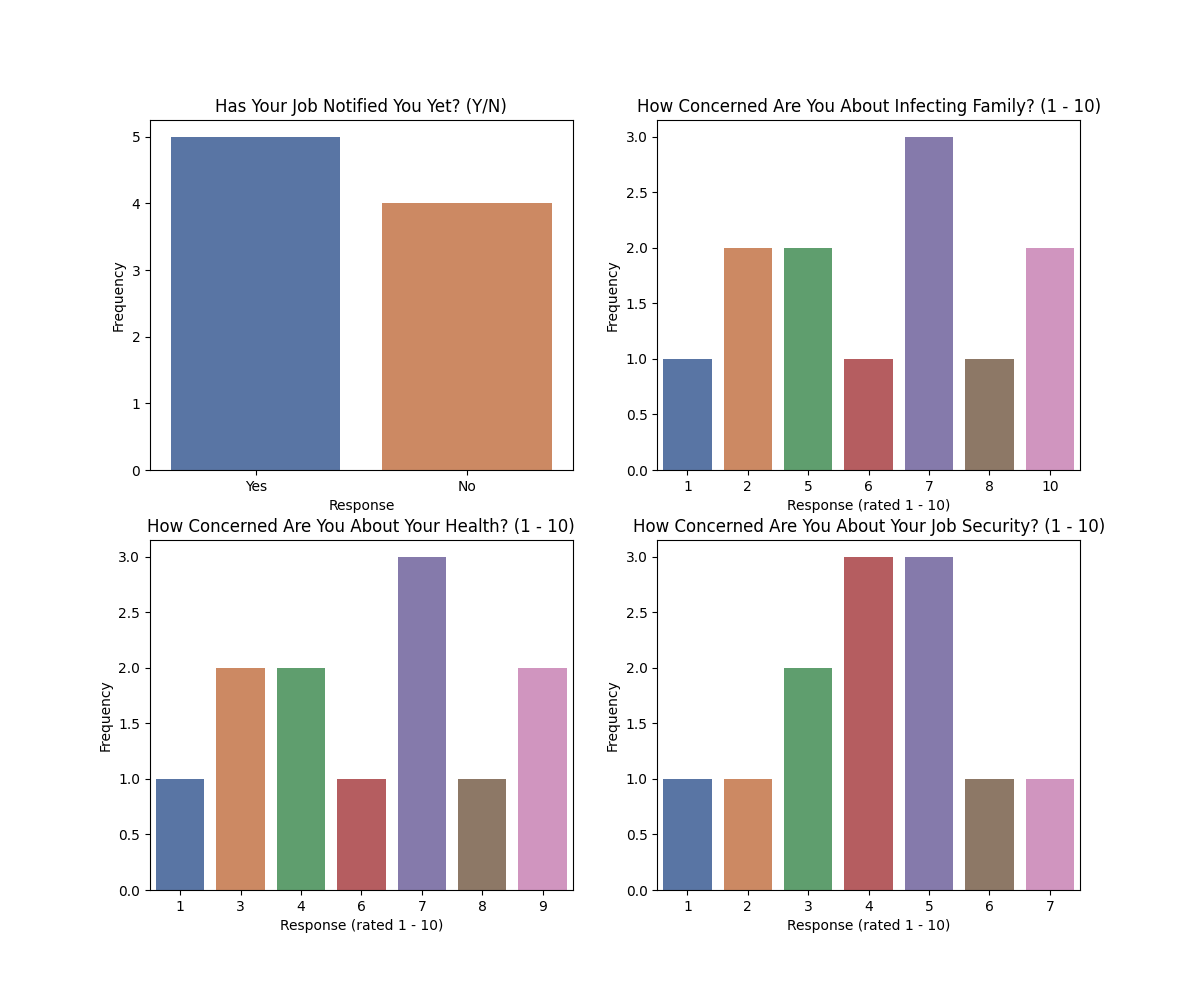 Has Your Job Notified You Yet? (Y/N)
5
4
3
2
1
0
Frequency
Yes No
Response
How Concerned Are You About Infecting Family? (1 - 10)
3.0
2.5
2.0
1.5
1.0
0.5
0.0
Frequency
1 2 5 6 7 8 10
Response (rated 1 - 10)
How Concerned Are You About Your Health? (1 - 10)
3.0
2.5
2.0
1.5
1.0
0.5
0.0
Frequency
1 3 4 6 7 8 9
Response (rated 1 - 10)
How Concerned Are You About Your Job Security? (1 - 10)
3.0
2.5
2.0
1.5
1.0
0.5
0.0
Frequency
1 2 3 4 5 6 7
Response (rated 1 - 10)